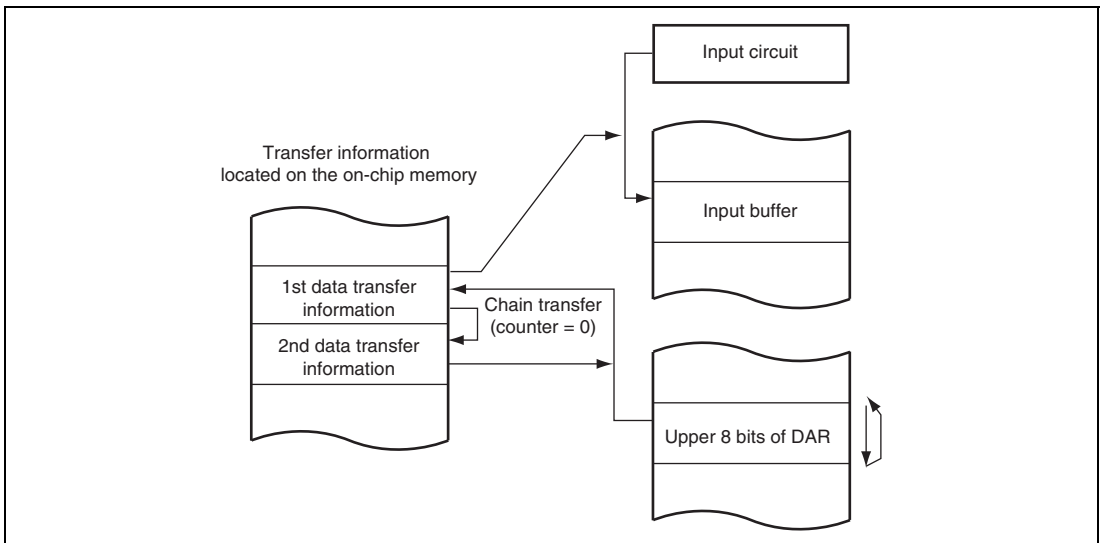 Input circuit
Transfer information
located on the on-chip memory
Input buffer
1st data transfer
information
Chain transfer
(counter = 0)
2nd data transfer
information
Upper 8 bits of DAR